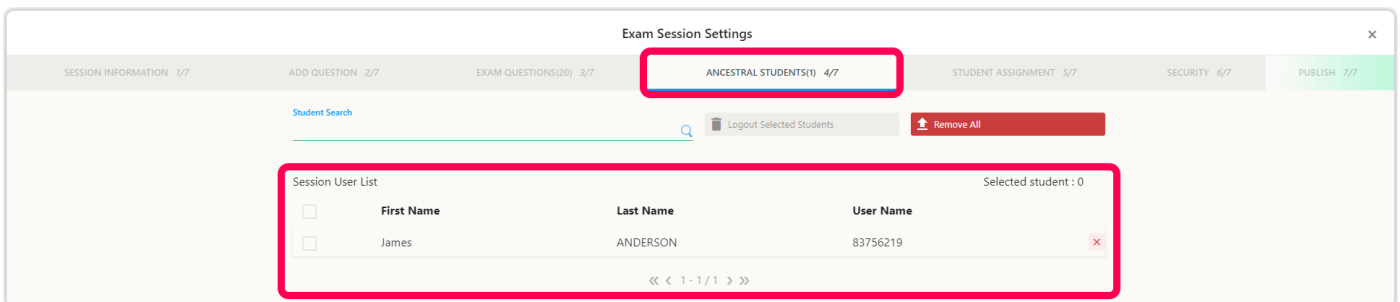 Exam Session Settings ×
SESSION INFORMATION 1/7 ADD QUESTION 2/7 EXAM QUESTIONS(20) 3/7 ANCESTRAL STUDENTS(1) 4/7 STUDENT ASSIGNMENT 5/7 SECURITY 6/7 PUBLISH 7/7
Student Search
Logout Selected Students Remove All
Session User List Selected student : 0
First Name Last Name User Name
James ANDERSON 83756219 ×
« < 1 - 1 / 1 > »